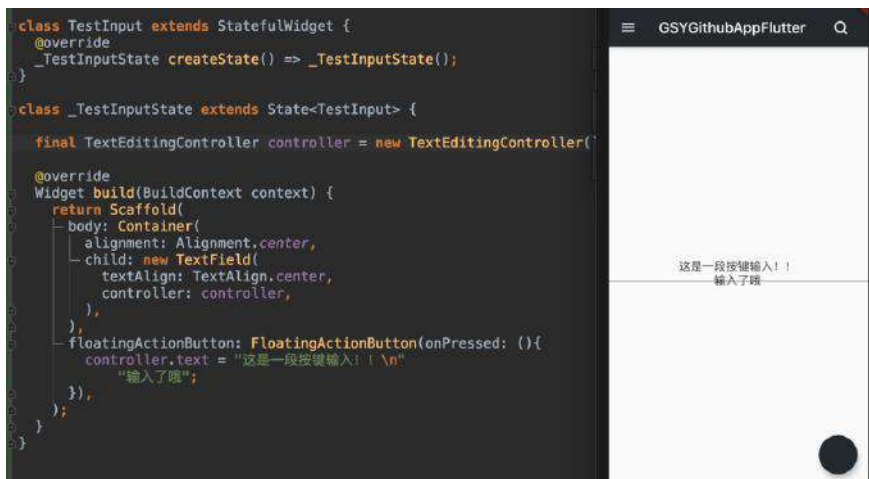 class TestInput extends StatefulWidget {
@override
_TestInputState createState() => _TestInputState();
}
class _TestInputState extends State<TestInput> {
final TextEditingController controller = new TextEditingController(
@override
Widget build(BuildContext context) {
return Scaffold(
body: Container(
alignment: Alignment.center,
child: new TextField(
textAlign: TextAlign.center,
controller: controller,
),
),
floatingActionButton: FloatingActionButton(onPressed: (){
controller.text = "这是一段按键输入！！\n"
"输入了哦";
}),
);
}
}
GSYGithubAppFlutter
这是一段按键输入！！
输入了哦